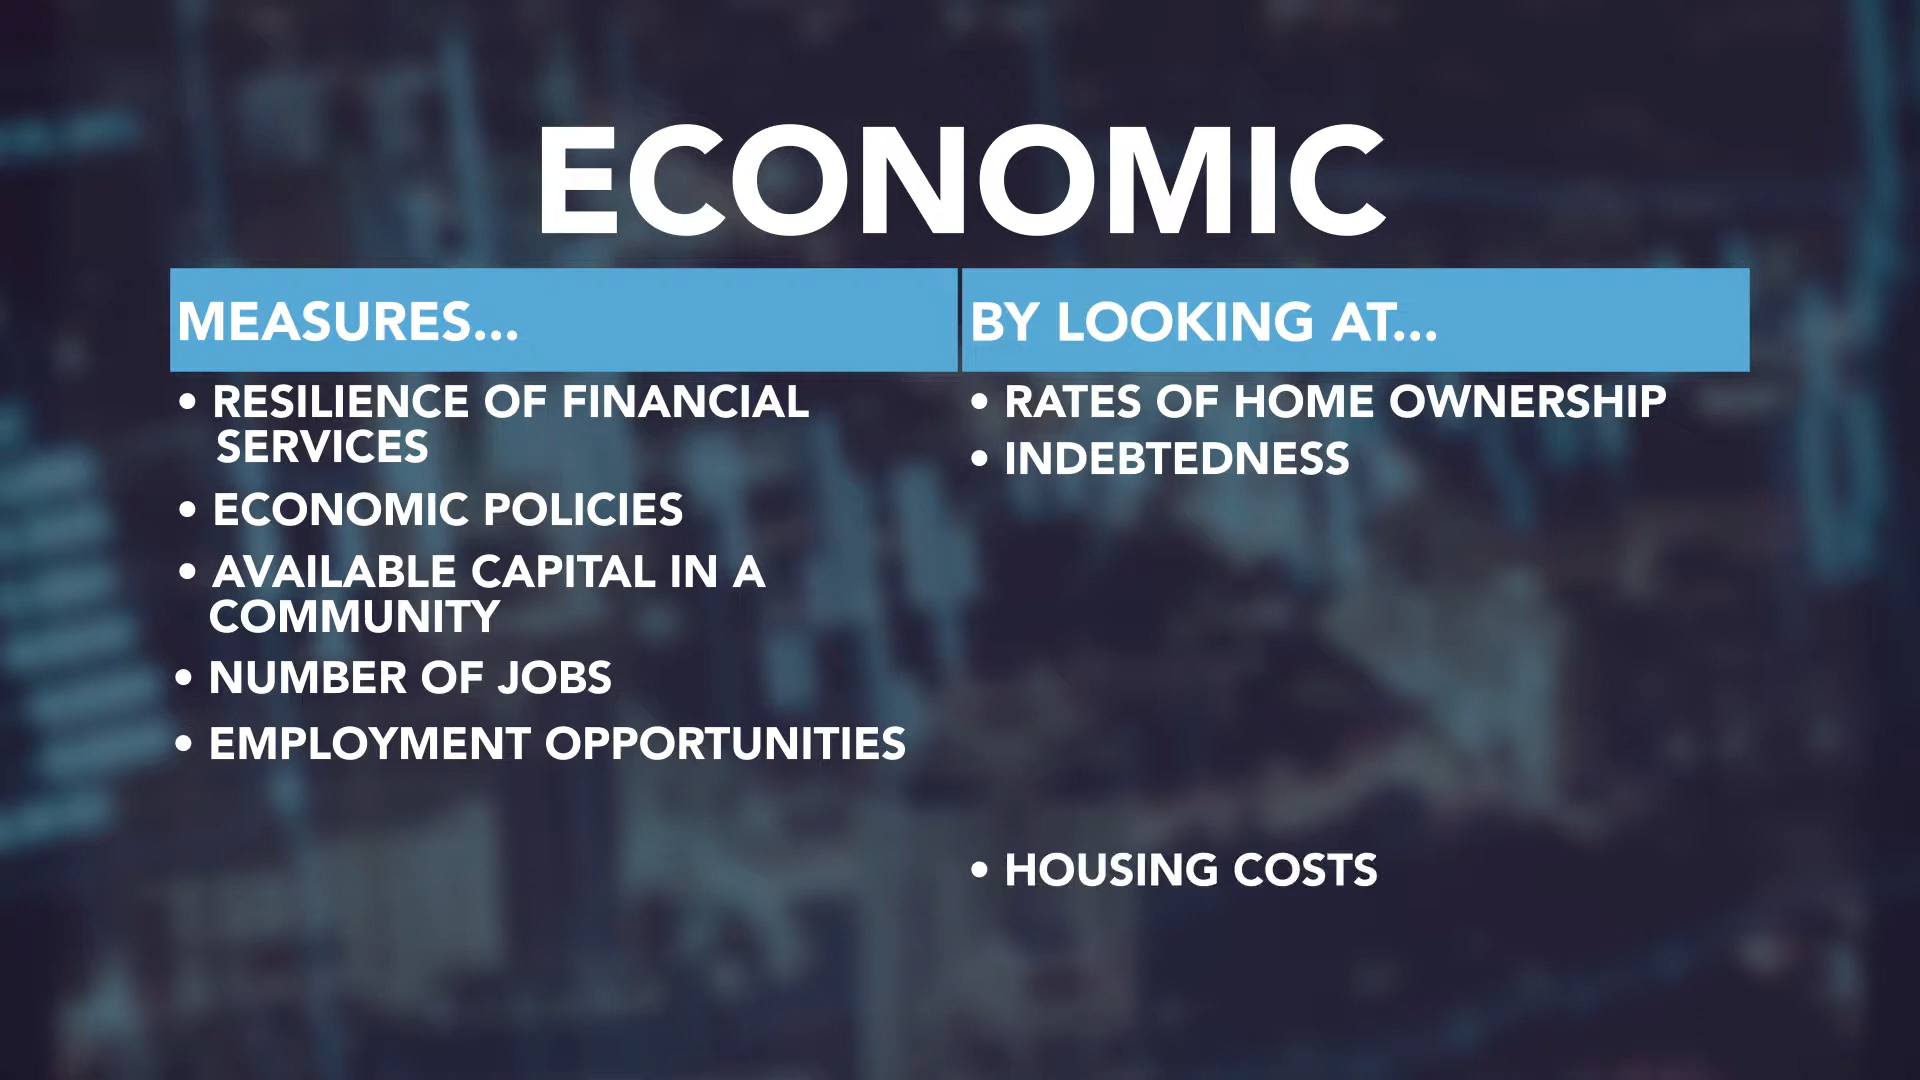 ECONOMIC
MEASURES...
• RESILIENCE OF FINANCIAL
SERVICES
• ECONOMIC POLICIES
• AVAILABLE CAPITAL IN A
COMMUNITY
• NUMBER OF JOBS
• EMPLOYMENT OPPORTUNITIES
BY LOOKING AT...
• RATES OF HOME OWNERSHIP
• INDEBTEDNESS
• HOUSING COSTS